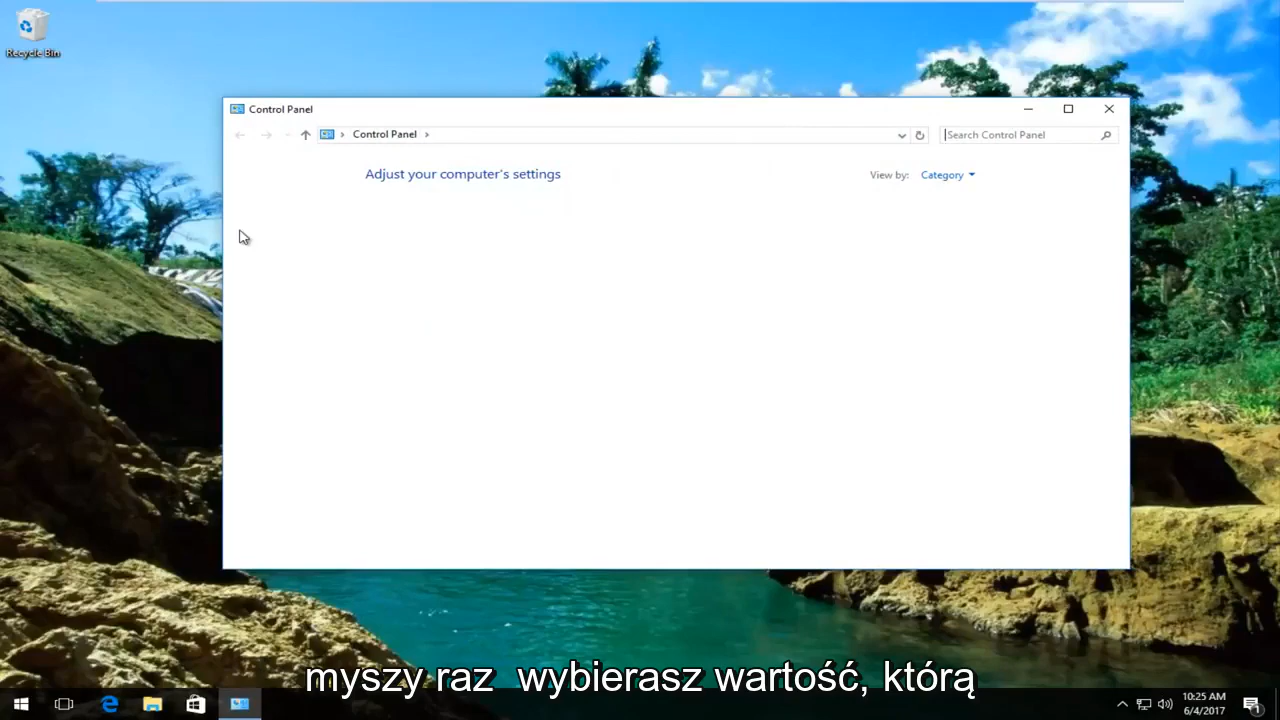 Recycle Bin
Control Panel
Control Panel
Search Control Panel
Adjust your computer's settings
View by: Category
myszy raz  wybierasz wartość, którą
10:25 AM
6/4/2017
1